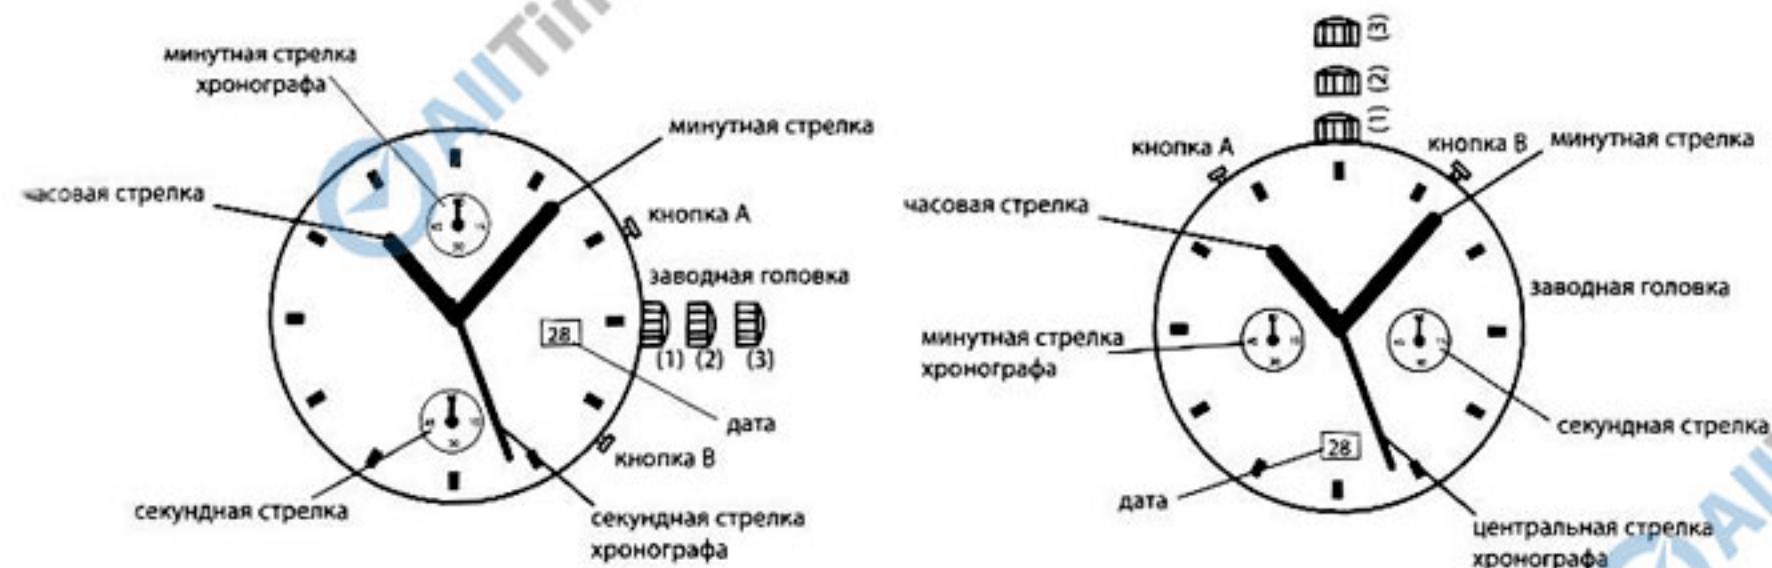 AllTim
минутная стрелка
хронографа
минутная стрелка
часовая стрелка
кнопка А
заводная головка
28
(1) (2) (3)
дата
кнопка В
секундная стрелка
секундная стрелка
хронографа
(3)
(2)
(1)
кнопка А
кнопка В
минутная стрелка
часовая стрелка
заводная головка
минутная стрелка
хронографа
секундная стрелка
28
дата
центральная стрелка
хронографа
All